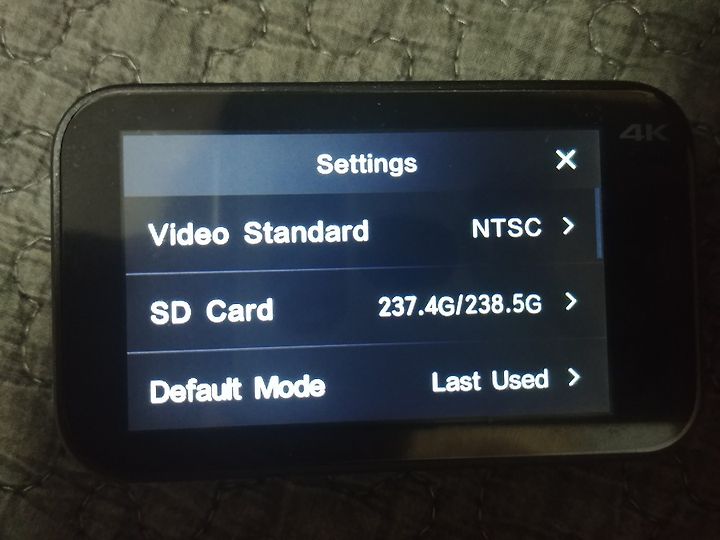 4K
Settings ×
Video Standard NTSC >
SD Card 237.4G/238.5G >
Default Mode Last Used >